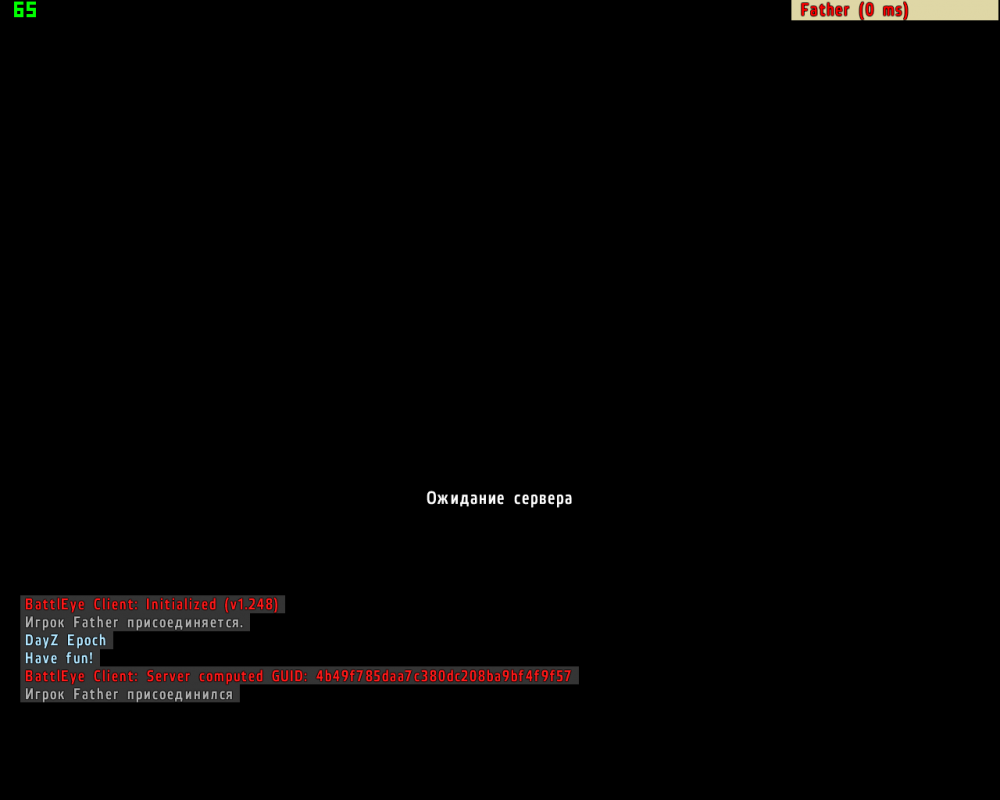 65
Father (0 ms)
Ожидание сервера
BattlEye Client: Initialized (v1.248)
Игрок Father присоединяется.
DayZ Epoch
Have fun!
BattlEye Client: Server computed GUID: 4b49f785daa7c380dc208ba9bf4f9f57
Игрок Father присоединился